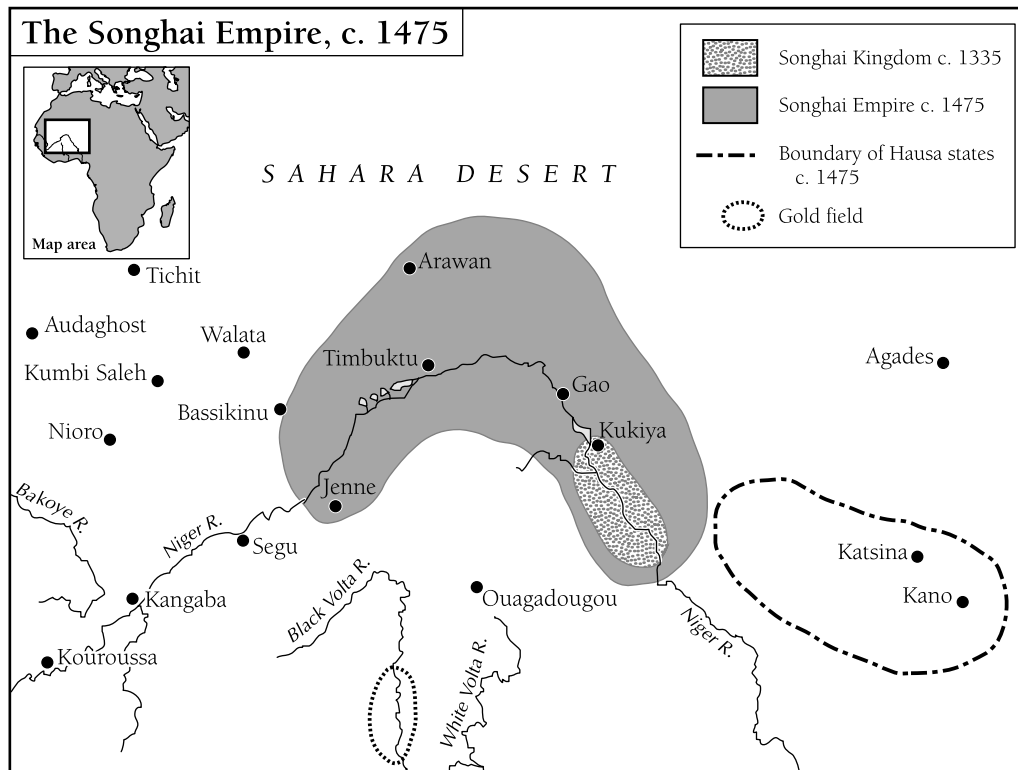 The Songhai Empire, c. 1475
Songhai Kingdom c. 1335
Songhai Empire c. 1475
Boundary of Hausa states
c. 1475
Gold field
Map area
SAHARA DESERT
Arawan
Tichit
Audaghost
Walata
Timbuktu
Agades
Kumbi Saleh
Gao
Bassikinu
Nioro
Kukiya
Jenne
Bakoye R.
Niger R.
Segu
Katsina
Kangaba
Black Volta R.
Ouagadougou
Kano
Niger R.
Kouroussa
White Volta R.